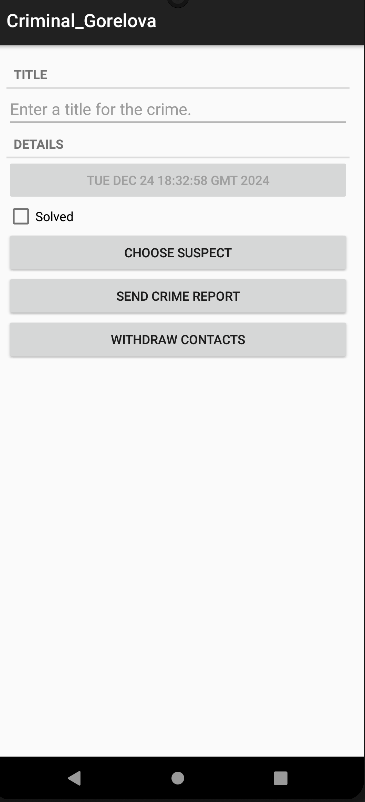 Criminal_Gorelova
TITLE
Enter a title for the crime.
DETAILS
TUE DEC 24 18:32:58 GMT 2024
Solved
CHOOSE SUSPECT
SEND CRIME REPORT
WITHDRAW CONTACTS